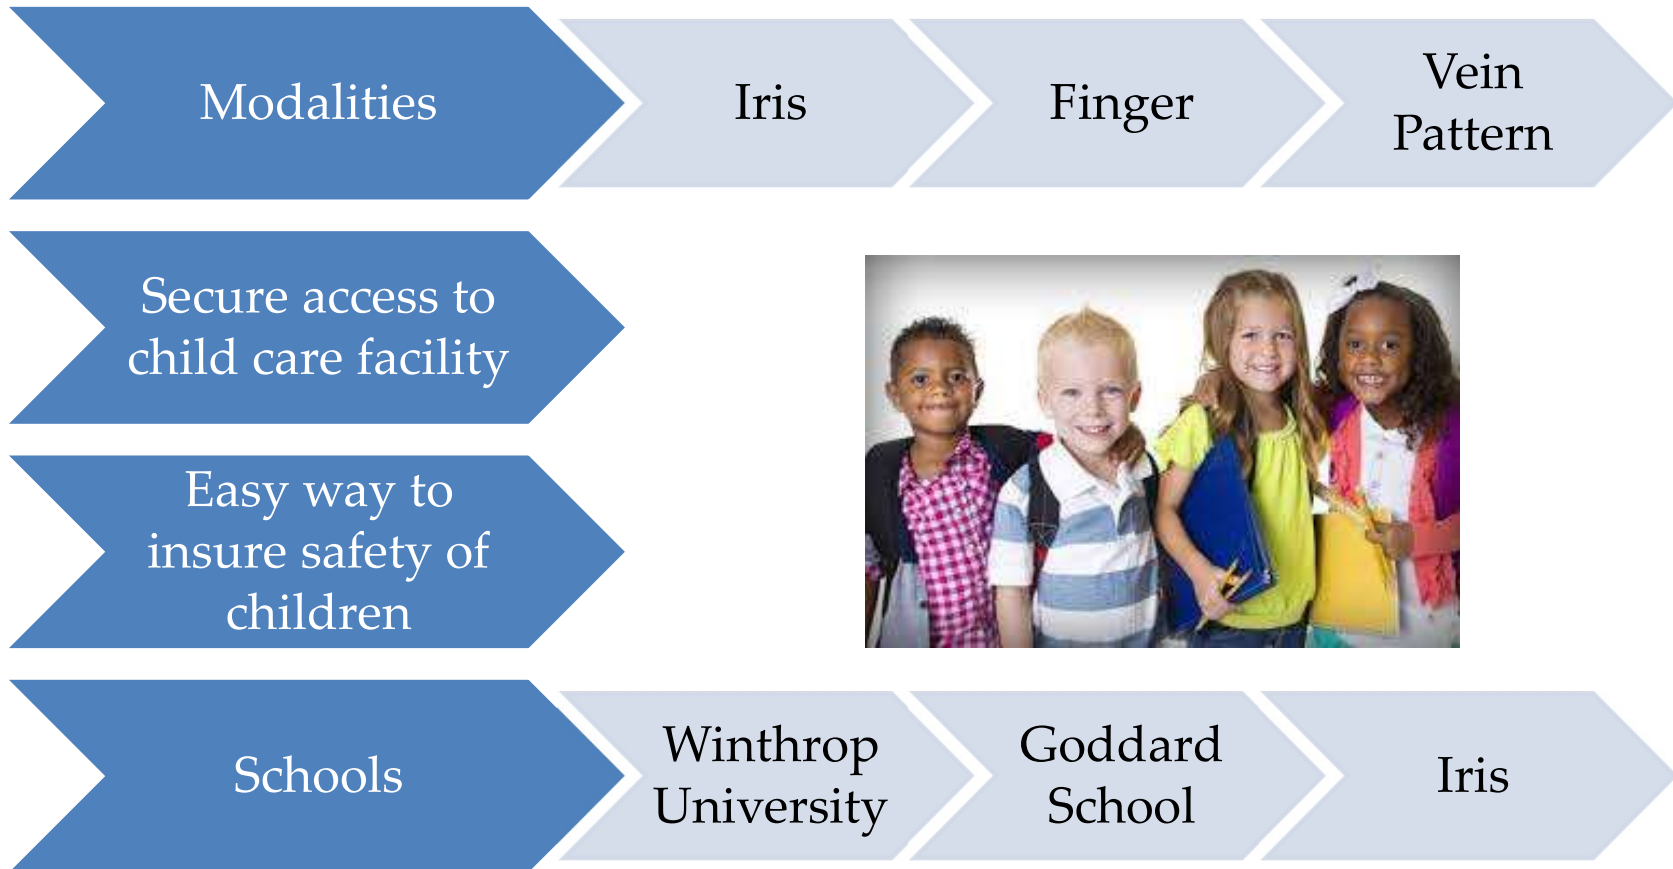 Modalities
Iris
Finger
Vein
Pattern
Secure access to
child care facility
Easy way to
insure safety of
children
Schools
Winthrop
University
Goddard
School
Iris